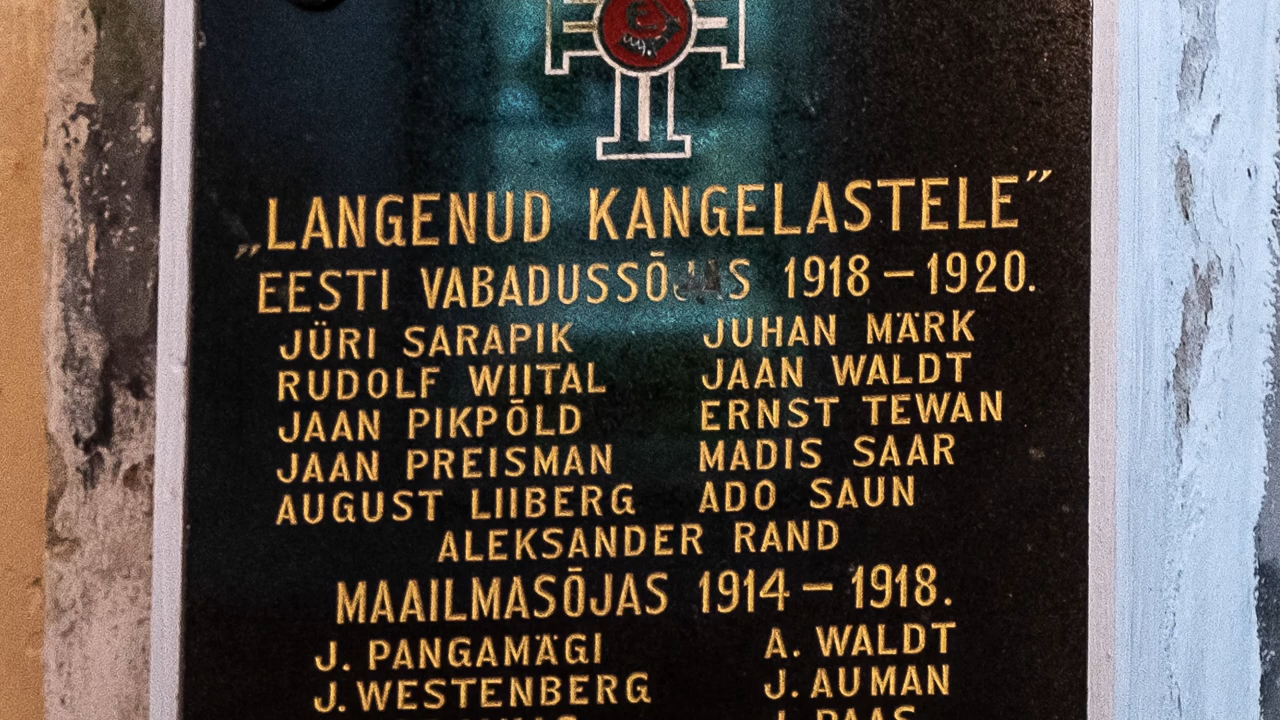 „LANGENUD KANGELASTELE”
EESTI VABADUSSÕJAS 1918 – 1920.
JÜRI SARAPIK JUHAN MÄRK
RUDOLF WIITAL JAAN WALDT
JAAN PIKPÕLD ERNST TEWAN
JAAN PREISMAN MADIS SAAR
AUGUST LIIBERG ADO SAUN
ALEKSANDER RAND
MAAILMASÕJAS 1914 – 1918.
J. PANGAMÄGI A. WALDT
J. WESTENBERG J. AUMAN
J. PAAS